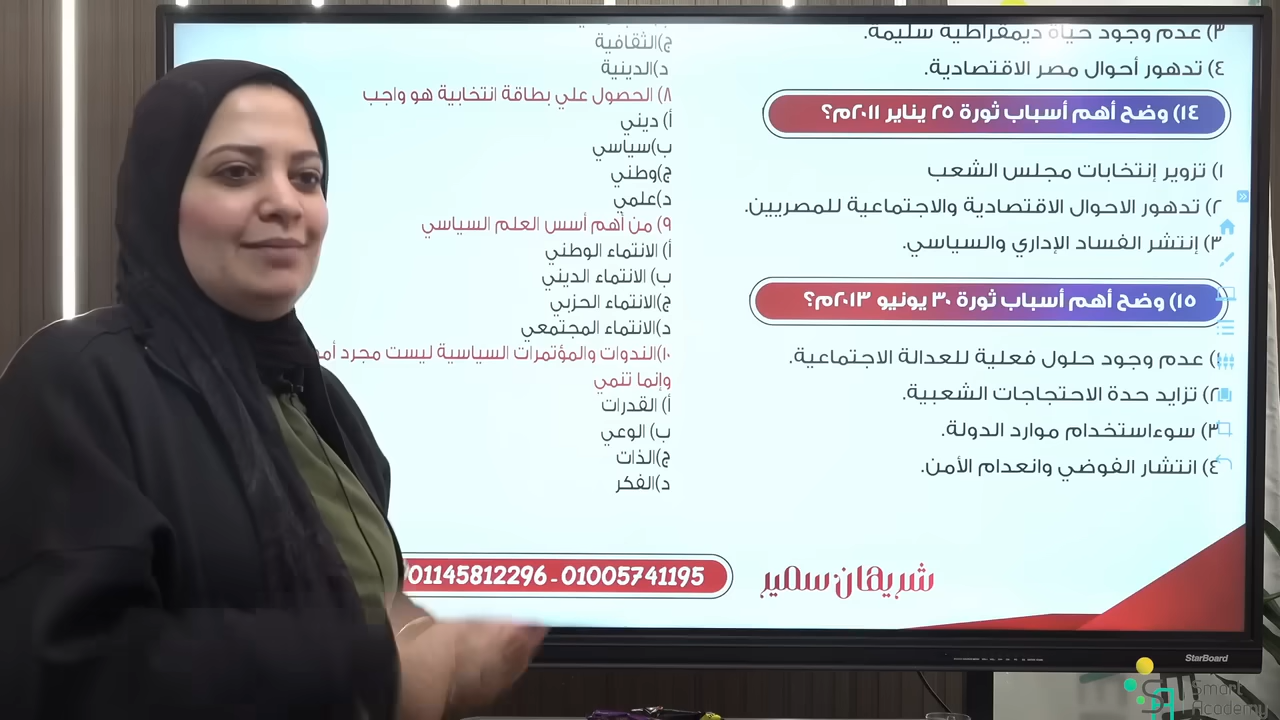 ٣) عدم وجود حياة ديمقراطية سليمة.
٤) تدهور أحوال مصر الاقتصادية.
١٤) وضح أهم أسباب ثورة ٢٥ يناير ٢٠١١م؟
١) تزوير إنتخابات مجلس الشعب
٢) تدهور الاحوال الاقتصادية والاجتماعية للمصريين.
٣) إنتشر الفساد الإداري والسياسي.
١٥) وضح أهم أسباب ثورة ٣٠ يونيو ٢٠١٣م؟
١) عدم وجود حلول فعلية للعدالة الاجتماعية.
٢) تزايد حدة الاحتجاجات الشعبية.
٣) سوءاستخدام موارد الدولة.
٤) انتشار الفوضي وانعدام الأمن.
ج)الثقافية
د)الدينية
٨) الحصول علي بطاقة انتخابية هو واجب
أ) ديني
ب)سياسي
ج)وطني
د)علمي
٩) من أهم أسس العلم السياسي
أ) الانتماء الوطني
ب) الانتماء الديني
ج)الانتماء الحزبي
د)الانتماء المجتمعي
١٠)الندوات والمؤتمرات السياسية ليست مجرد
وإنما تنمي
أ) القدرات
ب) الوعي
ج)الذات
د)الفكر
شريهان سمير
01145812296 - 01005741195
StarBoard
Smart
Academy